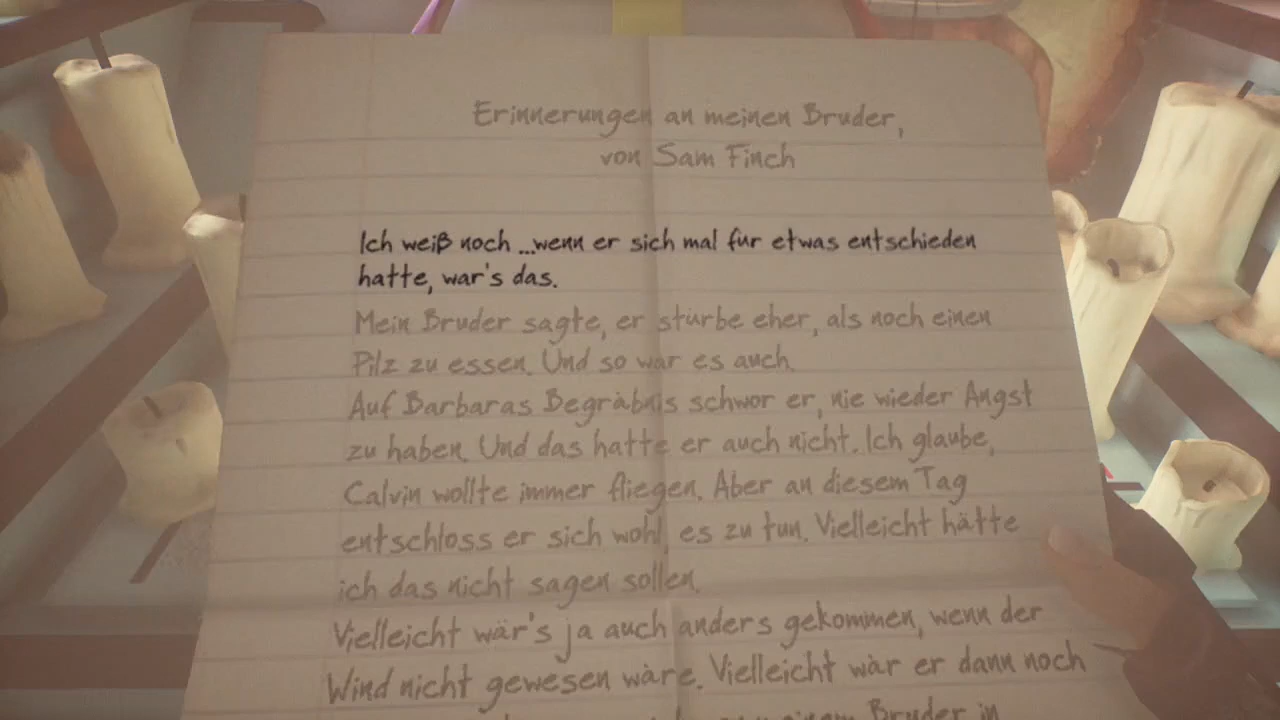 Erinnerungen an meinen Bruder,
von Sam Finch
Ich weiß noch ...wenn er sich mal für etwas entschieden
hatte, war's das.
Mein Bruder sagte, er stürbe eher, als noch einen
Pilz zu essen. Und so war es auch.
Auf Barbaras Begräbnis schwor er, nie wieder Angst
zu haben. Und das hatte er auch nicht. Ich glaube,
Calvin wollte immer fliegen. Aber an diesem Tag
entschloss er sich wohl, es zu tun. Vielleicht hätte
ich das nicht sagen sollen.
Vielleicht wär's ja auch anders gekommen, wenn der
Wind nicht gewesen wäre. Vielleicht wär er dann noch
einem Bruder in